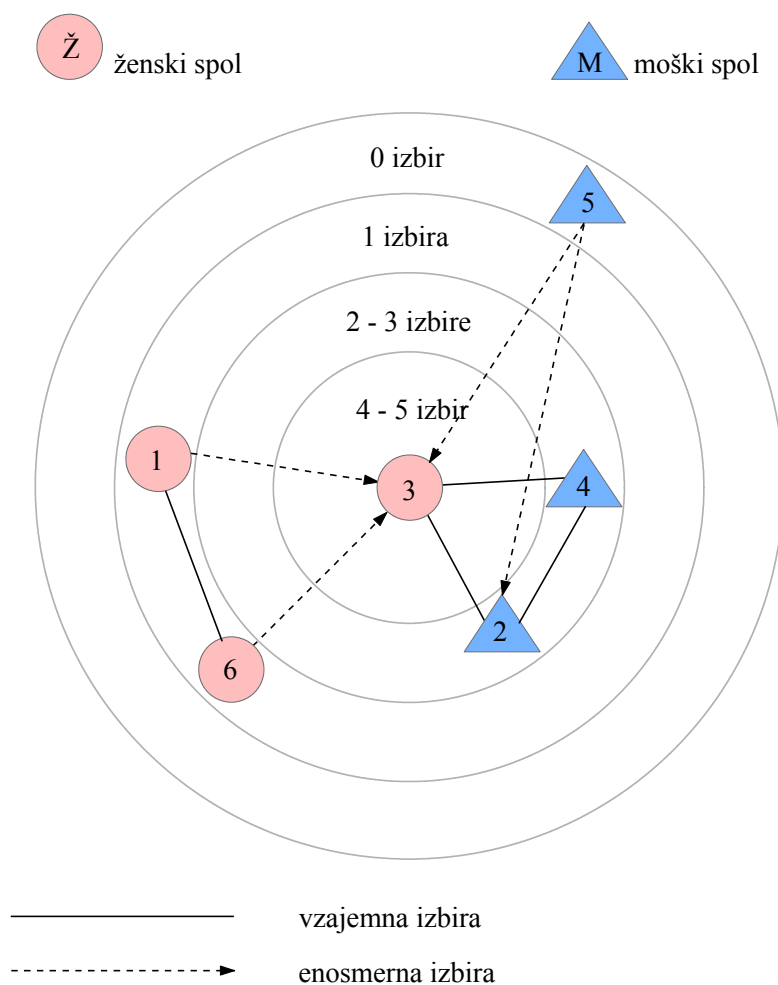 Ž ženski spol
M moški spol
0 izbir
5
1 izbira
2 - 3 izbire
4 - 5 izbir
1
3
4
2
6
vzajemna izbira
enosmerna izbira